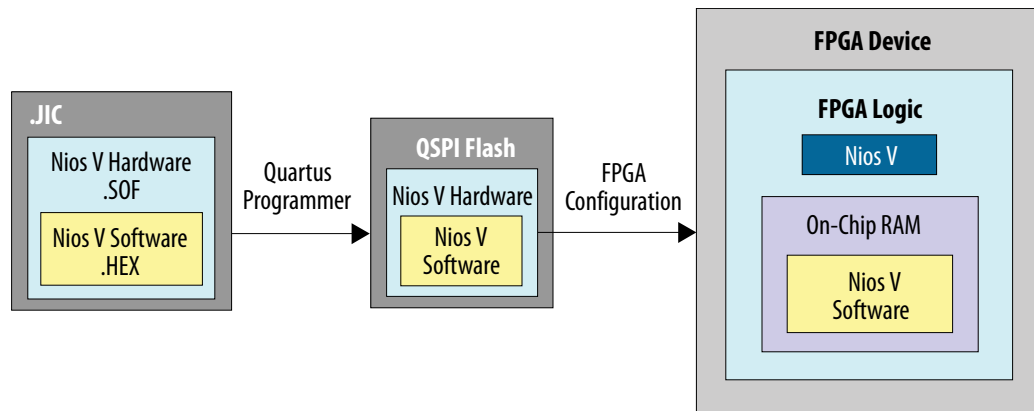 .JIC
Nios V Hardware
.SOF
Nios V Software
.HEX
Quartus
Programmer
QSPI Flash
Nios V Hardware
Nios V
Software
FPGA
Configuration
FPGA Device
FPGA Logic
Nios V
On-Chip RAM
Nios V
Software